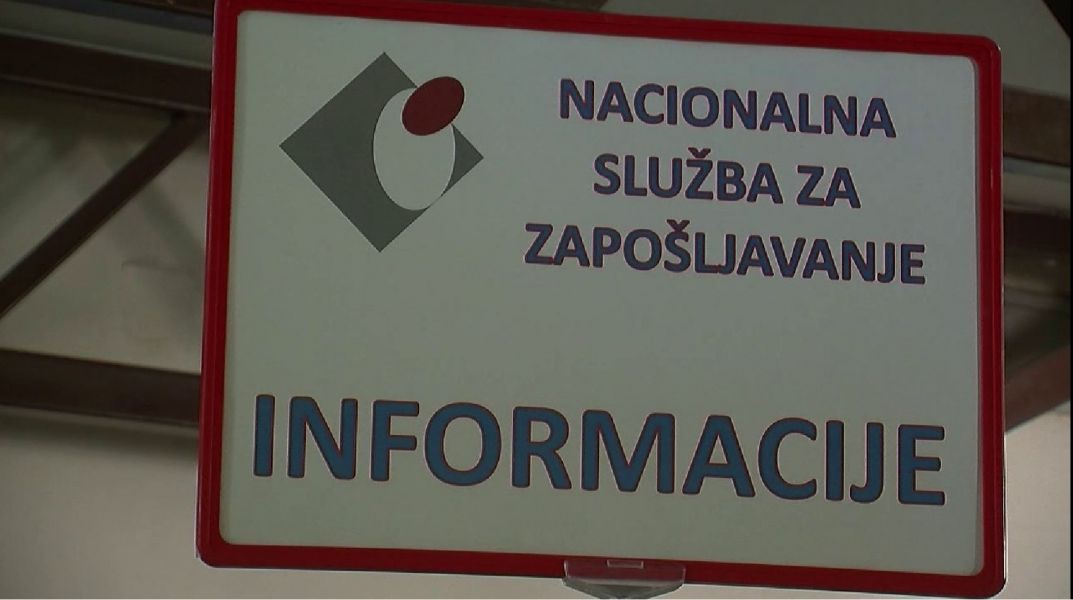 NACIONALNA
SLUŽBA ZA
ZAPOŠLJAVANJE
INFORMACIJE